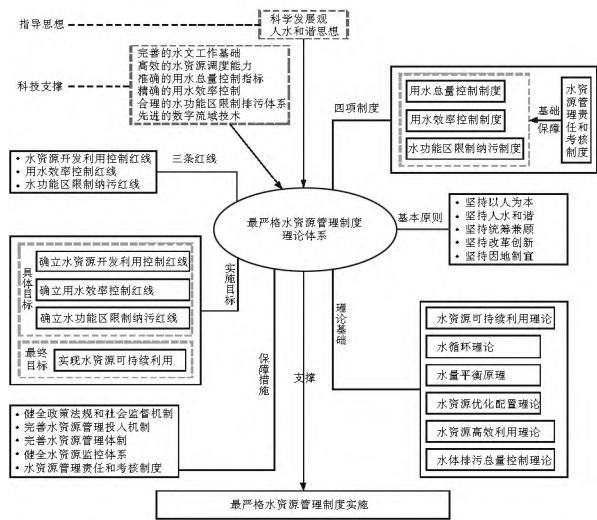 指导思想
科学发展观
人水和谐思想
科技支撑
完善的水文工作基础
高效的水资源调度能力
准确的用水总量控制指标
精确的用水效率控制
合理的水功能区限制排污体系
先进的数字流域技术
四项制度
用水总量控制制度
用水效率控制制度
水功能区限制纳污制度
基础
保障
水资源管理责任和考核制度
三条红线
• 水资源开发利用控制红线
• 用水效率控制红线
• 水功能区限制纳污红线
最严格水资源管理制度
理论体系
基本原则
• 坚持以人为本
• 坚持人水和谐
• 坚持统筹兼顾
• 坚持改革创新
• 坚持因地制宜
具体目标
确立水资源开发利用控制红线
确立用水效率控制红线
确立水功能区限制纳污红线
最终
目标
实现水资源可持续利用
实施目标
理论基础
水资源可持续利用理论
水循环理论
水量平衡原理
水资源优化配置理论
水资源高效利用理论
水体排污总量控制理论
保障措施
支撑
• 健全政策法规和社会监督机制
• 完善水资源管理投入机制
• 完善水资源管理体制
• 健全水资源监控体系
• 水资源管理责任和考核制度
最严格水资源管理制度实施